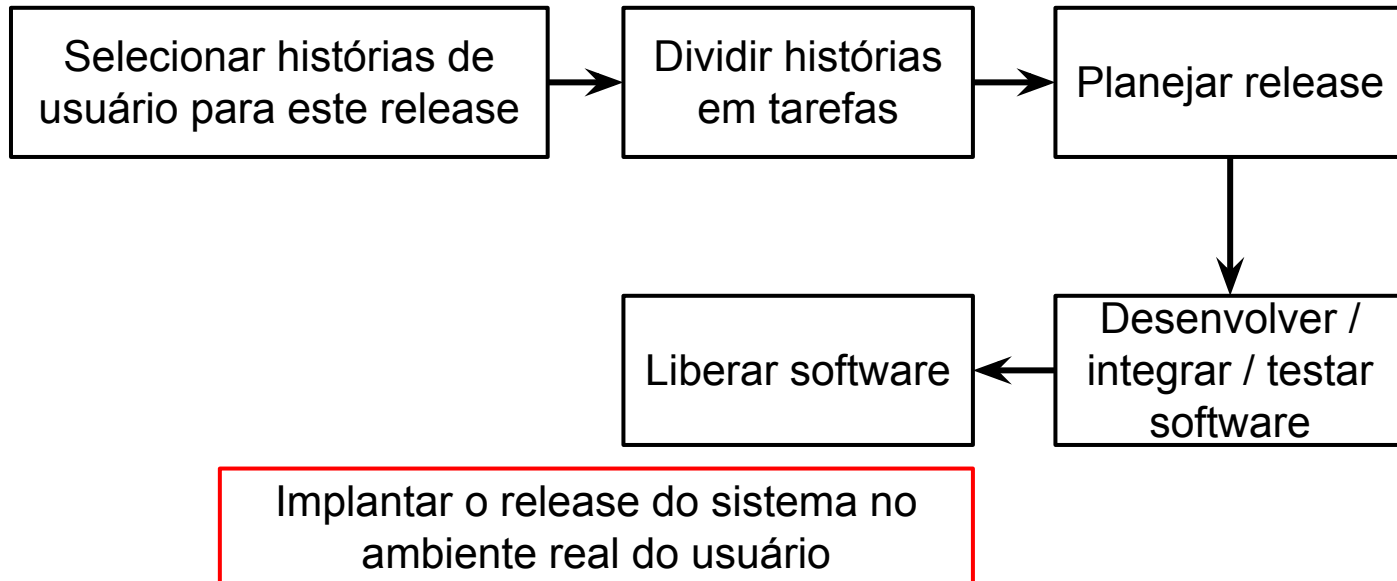 Selecionar histórias de
usuário para este release
Dividir histórias
em tarefas
Planejar release
Desenvolver /
integrar / testar
software
Liberar software
Implantar o release do sistema no
ambiente real do usuário